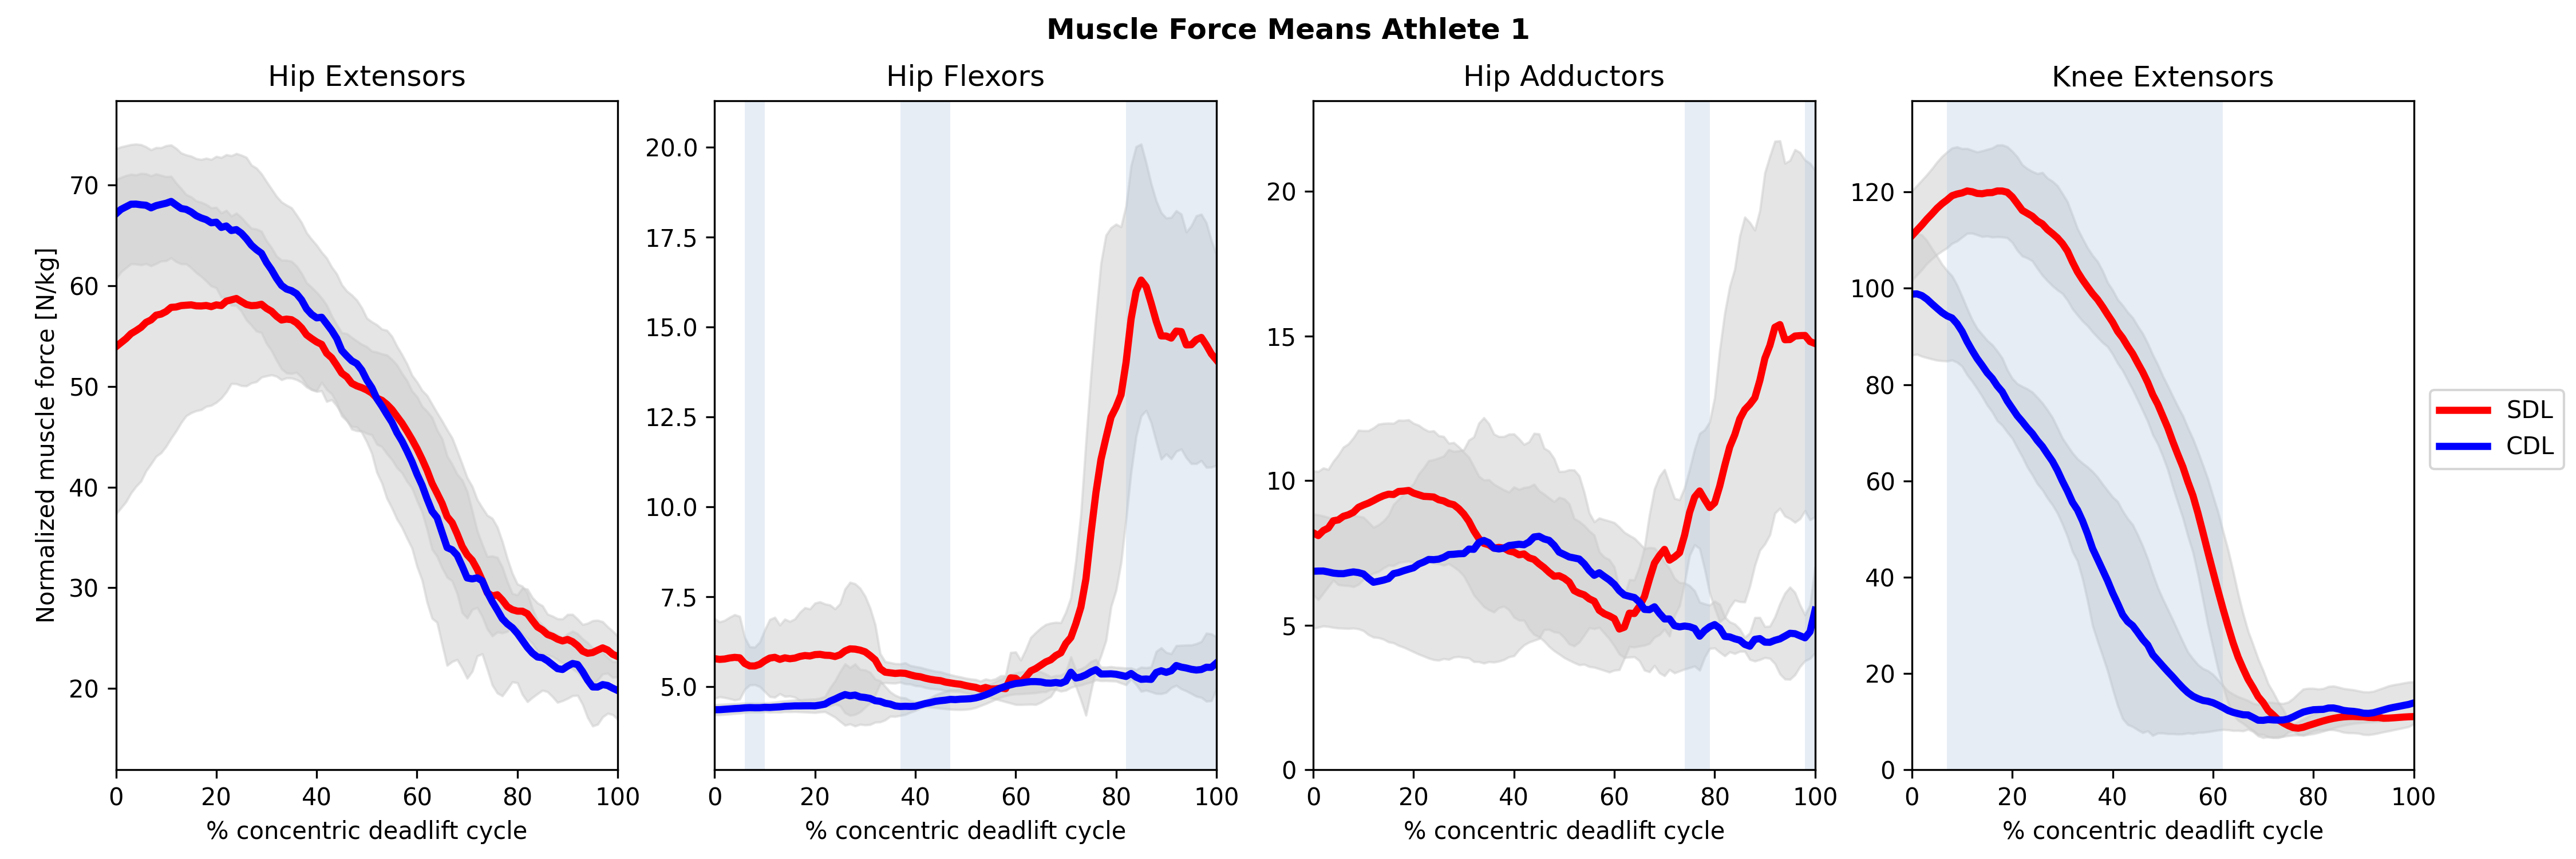 Muscle Force Means Athlete 1
Hip Extensors
Hip Flexors
Hip Adductors
Knee Extensors
Normalized muscle force [N/kg]
70
60
50
40
30
20
0 20 40 60 80 100
% concentric deadlift cycle
20.0
17.5
15.0
12.5
10.0
7.5
5.0
0 20 40 60 80 100
% concentric deadlift cycle
20
15
10
5
0
0 20 40 60 80 100
% concentric deadlift cycle
120
100
80
60
40
20
0
0 20 40 60 80 100
% concentric deadlift cycle
SDL
CDL